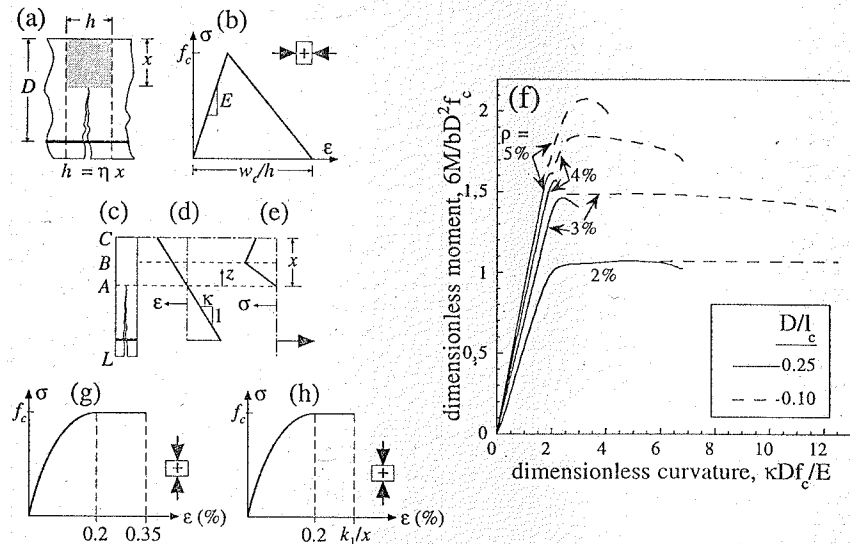 (a)
h
x
D
h = η x
(b)
σ
f_c
E
ε
w_c/h
(c)
(d)
(e)
C
B
A
L
z
x
ε
κ
1
σ
(f)
dimensionless moment, 6M/bD²f_c
2
1,5
1
0,5
0
ρ =
5%
4%
3%
2%
D/l_c
0.25
0.10
0 2 4 6 8 10 12
dimensionless curvature, κDf_c/E
(g)
σ
f_c
ε (%)
0.2 0.35
(h)
σ
f_c
ε (%)
0.2 k_1/x